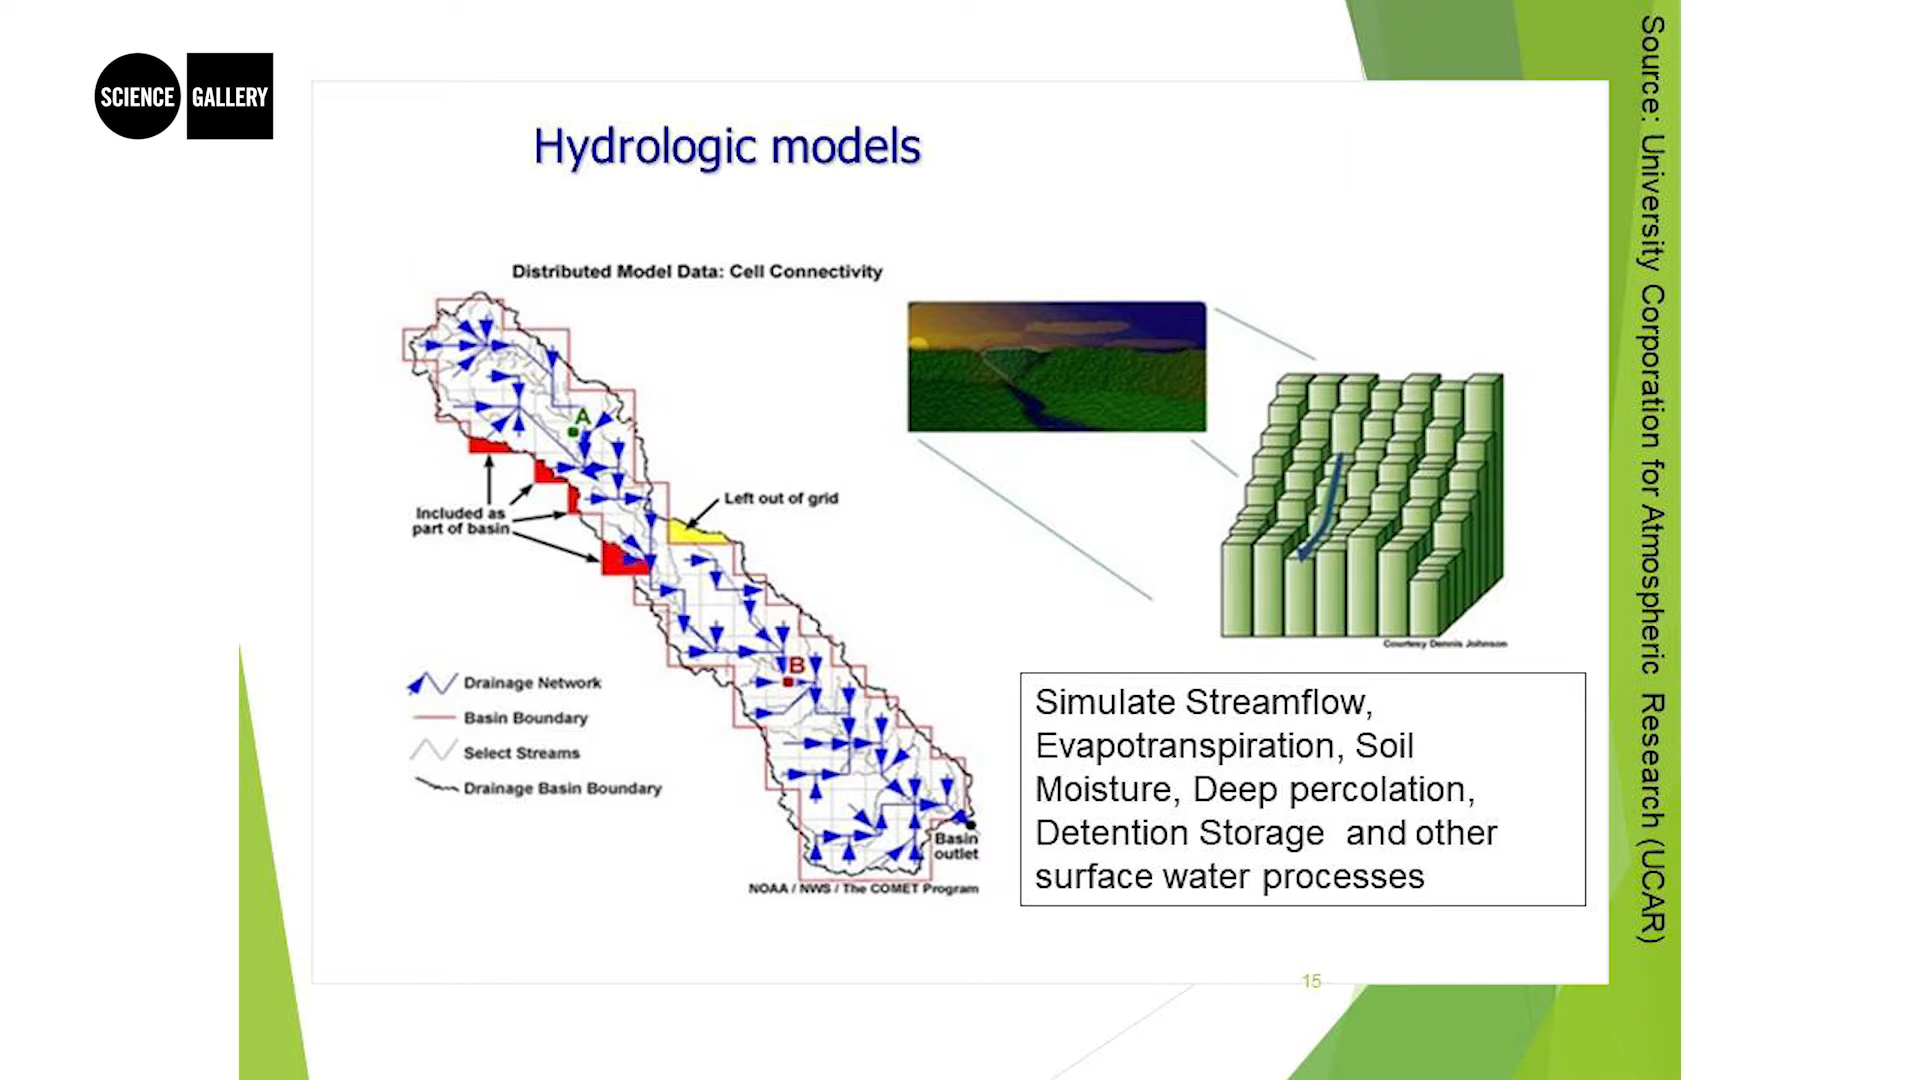 SCIENCE GALLERY
Hydrologic models
Distributed Model Data: Cell Connectivity
A
Left out of grid
Included as
part of basin
B
Drainage Network
Basin Boundary
Select Streams
Drainage Basin Boundary
Basin
outlet
NOAA / NWS / The COMET Program
Courtesy Dennis Johnson
Simulate Streamflow,
Evapotranspiration, Soil
Moisture, Deep percolation,
Detention Storage and other
surface water processes
15
Source: University Corporation for Atmospheric Research (UCAR)